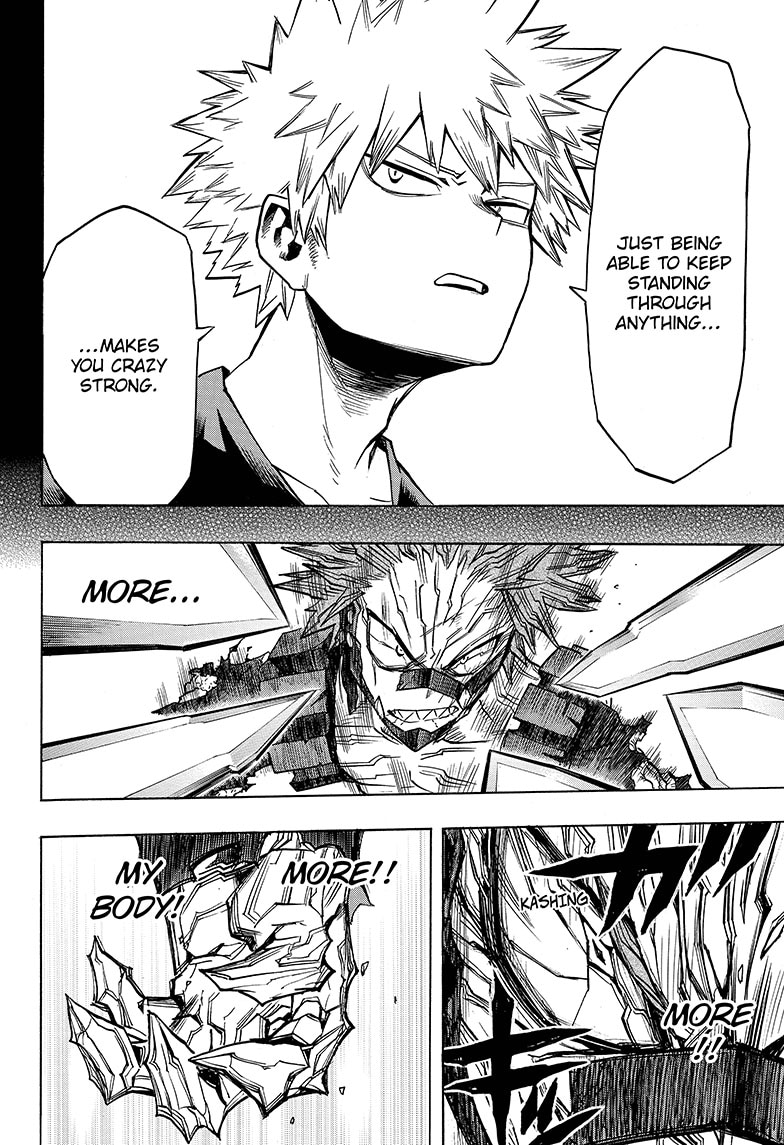 JUST BEING
ABLE TO KEEP
STANDING
THROUGH
ANYTHING...
...MAKES
YOU CRAZY
STRONG.
MORE...
KASHING
MORE
!!
MORE!!
MY
BODY!